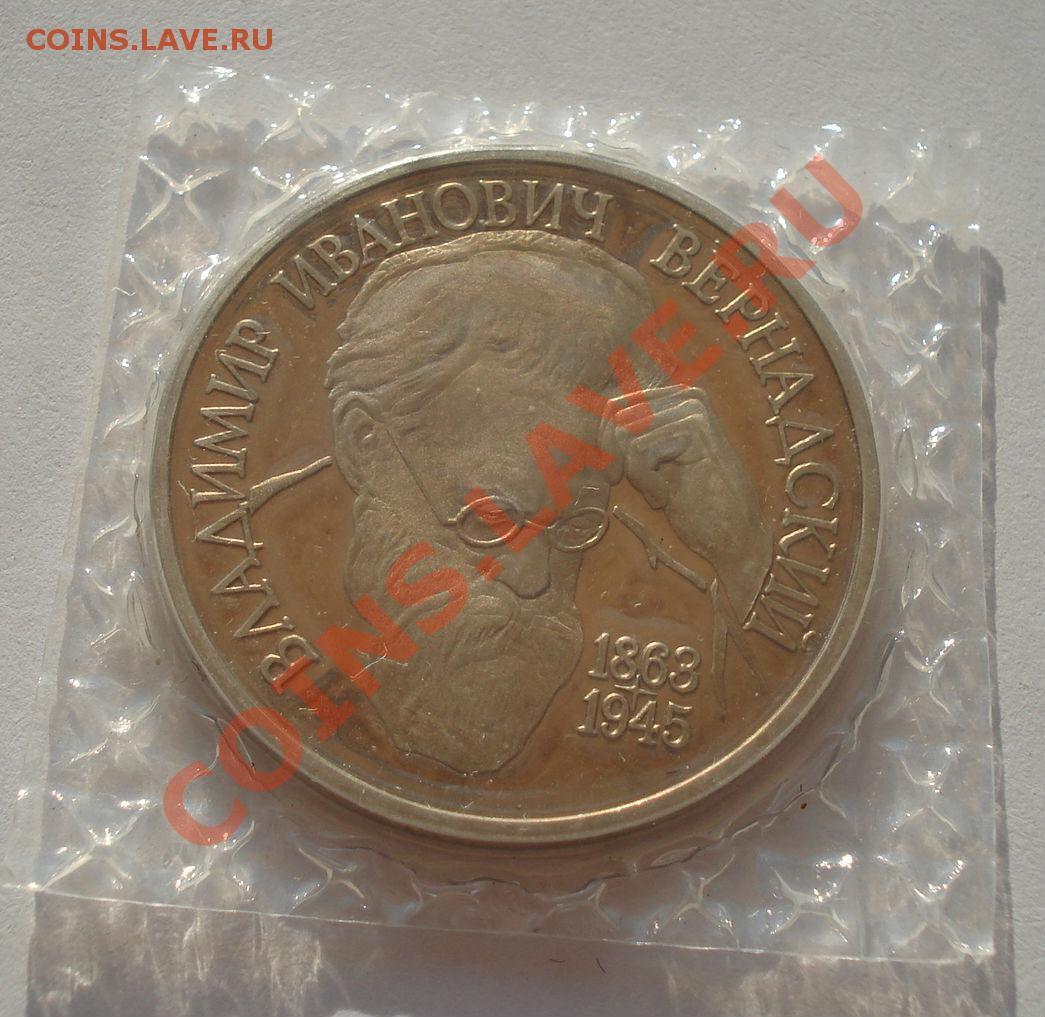 COINS.LAVE.RU
ВЛАДИМИР ИВАНОВИЧ ВЕРНАДСКИЙ
1863
1945
COINS.LAVE.RU